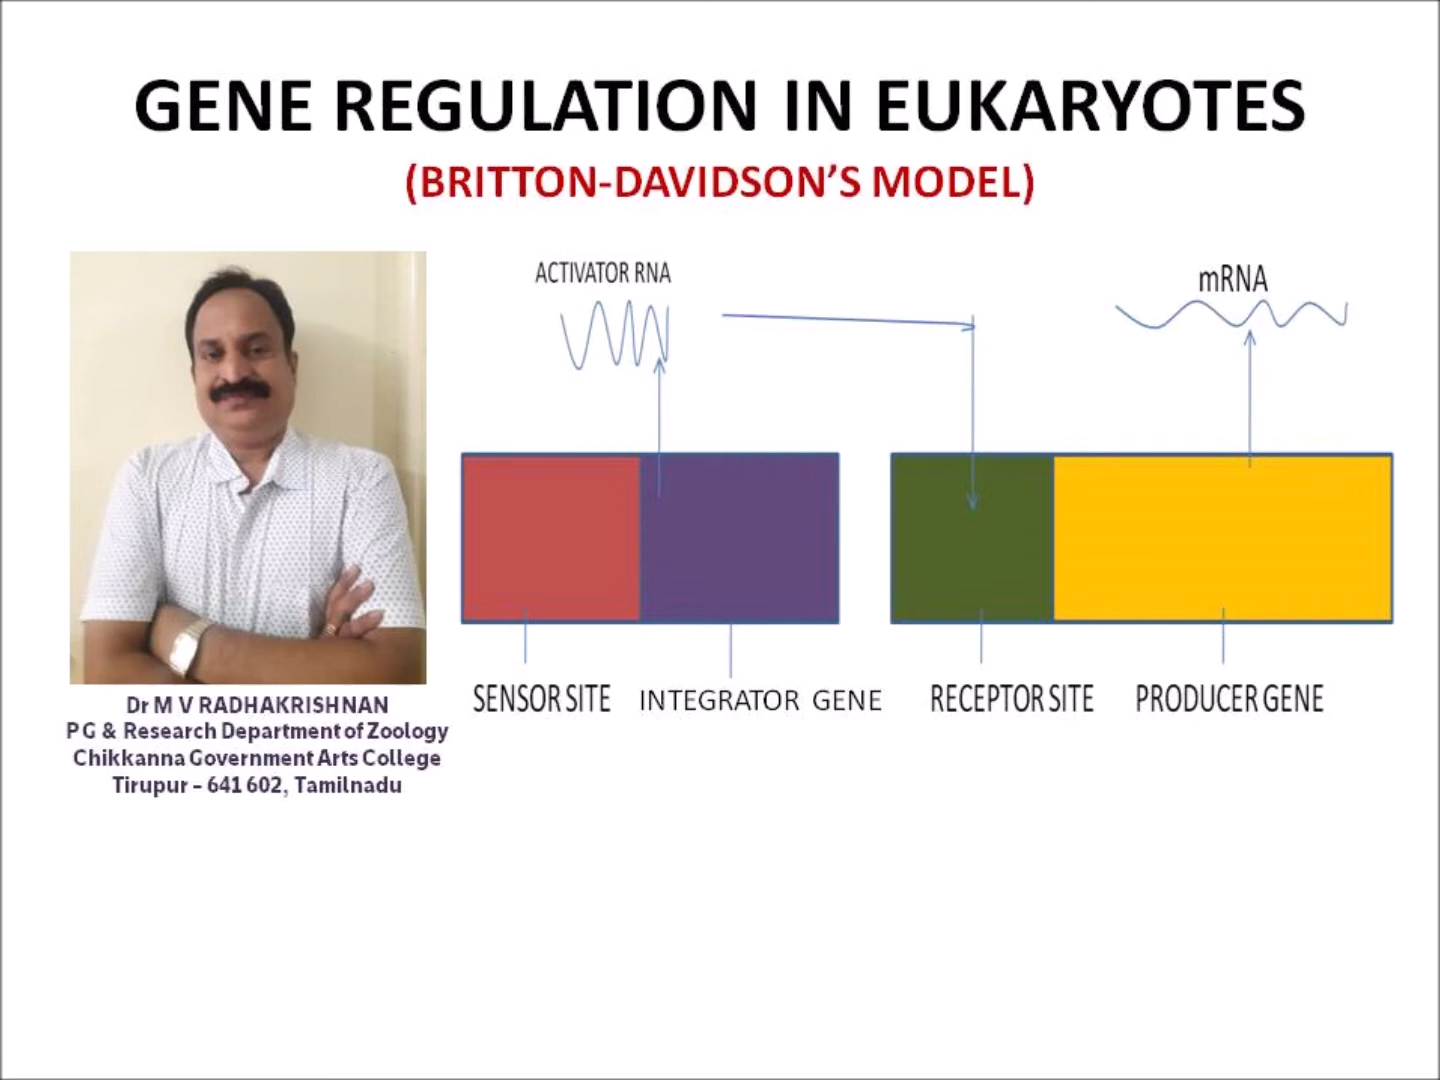 GENE REGULATION IN EUKARYOTES
(BRITTON-DAVIDSON’S MODEL)
ACTIVATOR RNA
mRNA
SENSOR SITE
INTEGRATOR GENE
RECEPTOR SITE
PRODUCER GENE
Dr M V RADHAKRISHNAN
PG & Research Department of Zoology
Chikkanna Government Arts College
Tirupur – 641 602, Tamilnadu